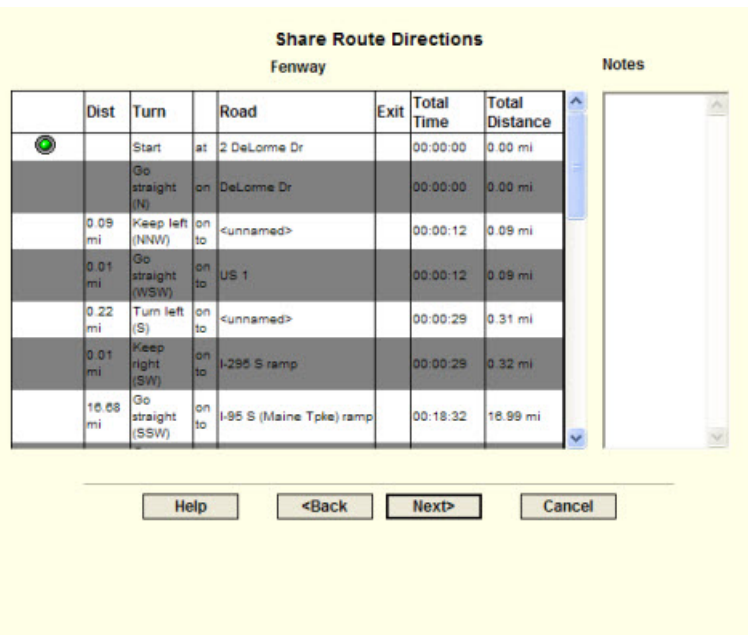 Share Route Directions
Fenway
Notes
Dist Turn Road Exit Total Time Total Distance
Start at 2 DeLorme Dr 00:00:00 0.00 mi
Go straight (N) on DeLorme Dr 00:00:00 0.00 mi
0.09 mi Keep left (NNW) on to <unnamed> 00:00:12 0.09 mi
0.01 mi Go straight (WSW) on to US 1 00:00:12 0.09 mi
0.22 mi Turn left (S) on to <unnamed> 00:00:29 0.31 mi
0.01 mi Keep right (SW) on to I-295 S ramp 00:00:29 0.32 mi
16.68 mi Go straight (SSW) on to I-95 S (Maine Tpke) ramp 00:18:32 16.99 mi
Help <Back Next> Cancel